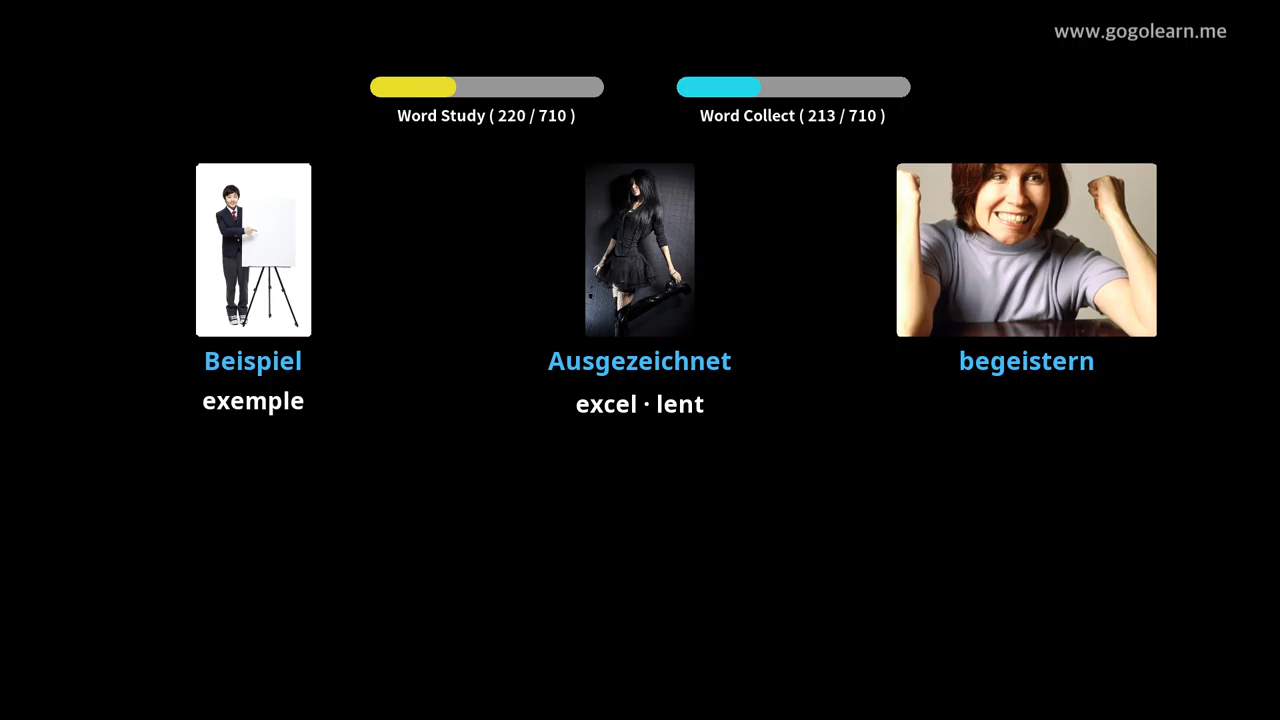 www.gogolearn.me
Word Study ( 220 / 710 )
Word Collect ( 213 / 710 )
Beispiel
Ausgezeichnet
begeistern
exemple
excel · lent